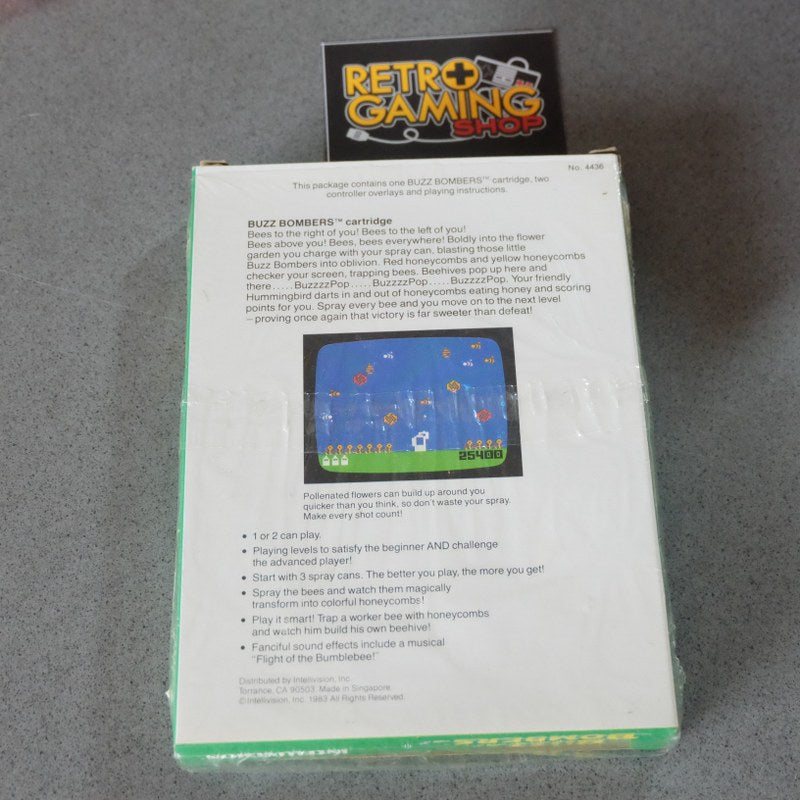 RETRO
GAMING
SHOP
No. 4436
This package contains one BUZZ BOMBERS™ cartridge, two
controller overlays and playing instructions.
BUZZ BOMBERS™ cartridge
Bees to the right of you! Bees to the left of you!
Bees above you! Bees, bees everywhere! Boldly into the flower
garden you charge with your spray can, blasting those little
Buzz Bombers into oblivion. Red honeycombs and yellow honeycombs
checker your screen, trapping bees. Beehives pop up here and
there.....BuzzzzPop.....BuzzzzPop.....BuzzzzPop. Your friendly
Hummingbird darts in and out of honeycombs eating honey and scoring
points for you. Spray every bee and you move on to the next level
–proving once again that victory is far sweeter than defeat!
25400
Pollenated flowers can build up around you
quicker than you think, so don't waste your spray.
Make every shot count!
• 1 or 2 can play.
• Playing levels to satisfy the beginner AND challenge
the advanced player!
• Start with 3 spray cans. The better you play, the more you get!
• Spray the bees and watch them magically
transform into colorful honeycombs!
• Play it smart! Trap a worker bee with honeycombs
and watch him build his own beehive!
• Fanciful sound effects include a musical
"Flight of the Bumblebee!"
Distributed by Intellivision, Inc.
Torrance, CA 90503. Made in Singapore.
© Intellivision, Inc. 1983 All Rights Reserved.
BOMBERS